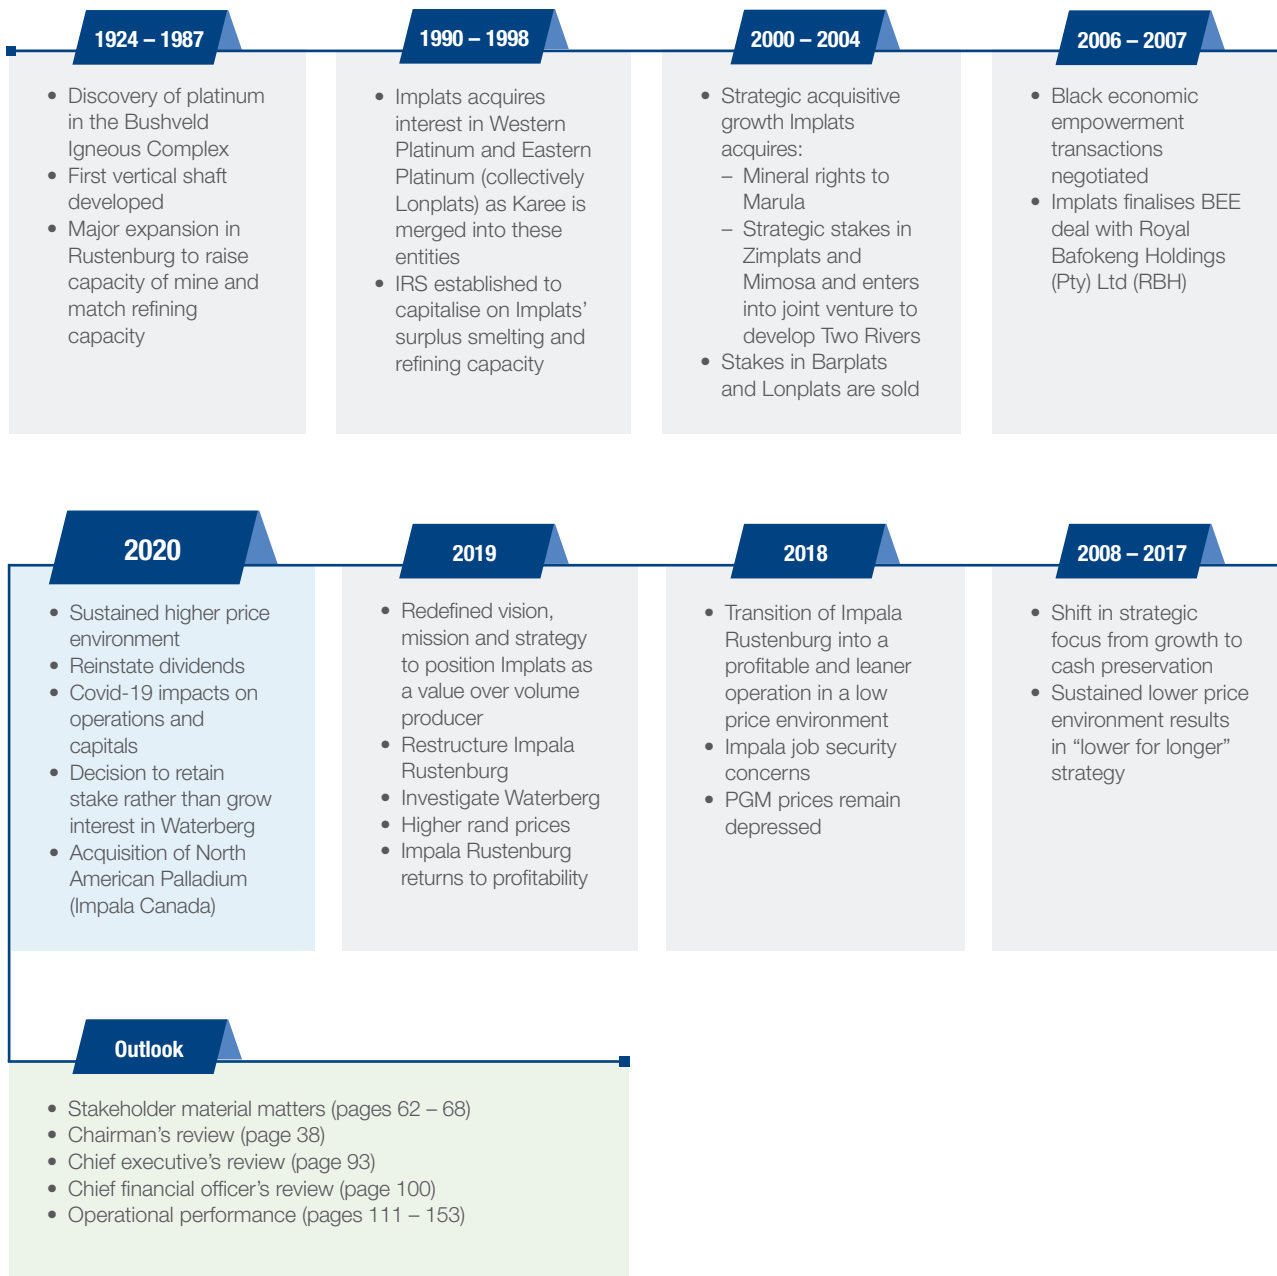 1924 – 1987
• Discovery of platinum
in the Bushveld
Igneous Complex
• First vertical shaft
developed
• Major expansion in
Rustenburg to raise
capacity of mine and
match refining
capacity
1990 – 1998
• Implats acquires
interest in Western
Platinum and Eastern
Platinum (collectively
Lonplats) as Karee is
merged into these
entities
• IRS established to
capitalise on Implats’
surplus smelting and
refining capacity
2000 – 2004
• Strategic acquisitive
growth Implats
acquires:
– Mineral rights to
Marula
– Strategic stakes in
Zimplats and
Mimosa and enters
into joint venture to
develop Two Rivers
• Stakes in Barplats
and Lonplats are sold
2006 – 2007
• Black economic
empowerment
transactions
negotiated
• Implats finalises BEE
deal with Royal
Bafokeng Holdings
(Pty) Ltd (RBH)
2020
• Sustained higher price
environment
• Reinstate dividends
• Covid-19 impacts on
operations and
capitals
• Decision to retain
stake rather than grow
interest in Waterberg
• Acquisition of North
American Palladium
(Impala Canada)
2019
• Redefined vision,
mission and strategy
to position Implats as
a value over volume
producer
• Restructure Impala
Rustenburg
• Investigate Waterberg
• Higher rand prices
• Impala Rustenburg
returns to profitability
2018
• Transition of Impala
Rustenburg into a
profitable and leaner
operation in a low
price environment
• Impala job security
concerns
• PGM prices remain
depressed
2008 – 2017
• Shift in strategic
focus from growth to
cash preservation
• Sustained lower price
environment results
in “lower for longer”
strategy
Outlook
• Stakeholder material matters (pages 62 – 68)
• Chairman’s review (page 38)
• Chief executive’s review (page 93)
• Chief financial officer’s review (page 100)
• Operational performance (pages 111 – 153)